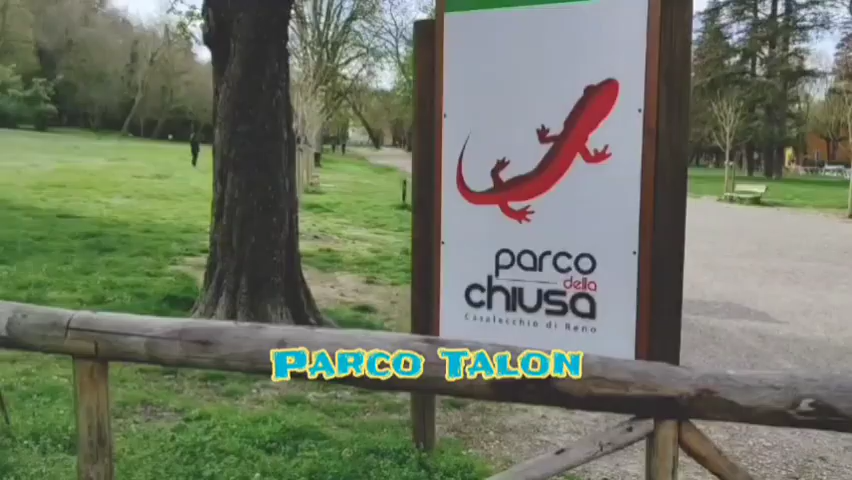 parco
della
chiusa
Casalecchio di Reno
PARCO TALON